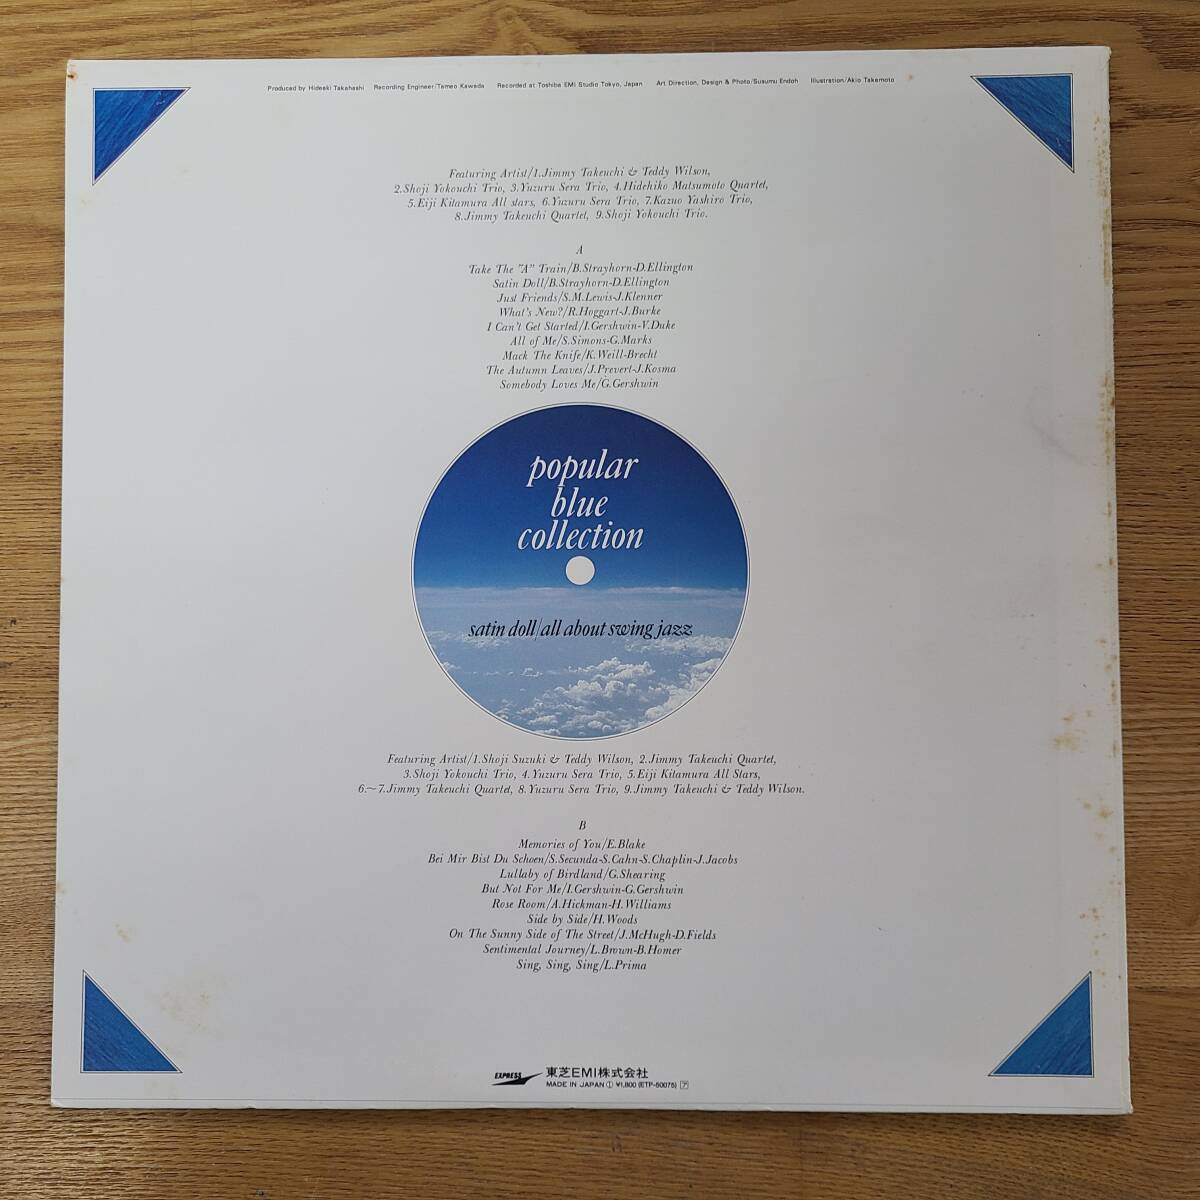 Produced by Hideaki Takahashi Recording Engineer/Tameo Kawada Recorded at Toshiba EMI Studio Tokyo, Japan Art Direction, Design & Photo/Susumu Endoh Illustration/Akio Takemoto
Featuring Artist/1.Jimmy Takeuchi & Teddy Wilson,
2.Shoji Yokouchi Trio, 3.Yuzuru Sera Trio, 4.Hidehiko Matsumoto Quartet,
5.Eiji Kitamura All stars, 6.Yuzuru Sera Trio, 7.Kazuo Yashiro Trio,
8.Jimmy Takeuchi Quartet, 9.Shoji Yokouchi Trio.
A
Take The "A" Train/B.Strayhorn-D.Ellington
Satin Doll/B.Strayhorn-D.Ellington
Just Friends/S.M.Lewis-J.Klenner
What's New?/R.Hoggart-J.Burke
I Can't Get Started/I.Gershwin-V.Duke
All of Me/S.Simons-G.Marks
Mack The Knife/K.Weill-Brecht
The Autumn Leaves/J.Prevert-J.Kosma
Somebody Loves Me/G.Gershwin
popular
blue
collection
satin doll/all about swing jazz
Featuring Artist/1.Shoji Suzuki & Teddy Wilson, 2.Jimmy Takeuchi Quartet,
3.Shoji Yokouchi Trio, 4.Yuzuru Sera Trio, 5.Eiji Kitamura All Stars,
6.~7.Jimmy Takeuchi Quartet, 8.Yuzuru Sera Trio, 9.Jimmy Takeuchi & Teddy Wilson.
B
Memories of You/E.Blake
Bei Mir Bist Du Schoen/S.Secunda-S.Cahn-S.Chaplin-J.Jacobs
Lullaby of Birdland/G.Shearing
But Not For Me/I.Gershwin-G.Gershwin
Rose Room/A.Hickman-H.Williams
Side by Side/H.Woods
On The Sunny Side of The Street/J.McHugh-D.Fields
Sentimental Journey/L.Brown-B.Homer
Sing, Sing, Sing/L.Prima
EXPRESS 東芝EMI株式会社
MADE IN JAPAN Ⓘ ¥1,800 (ETP-60075) ア